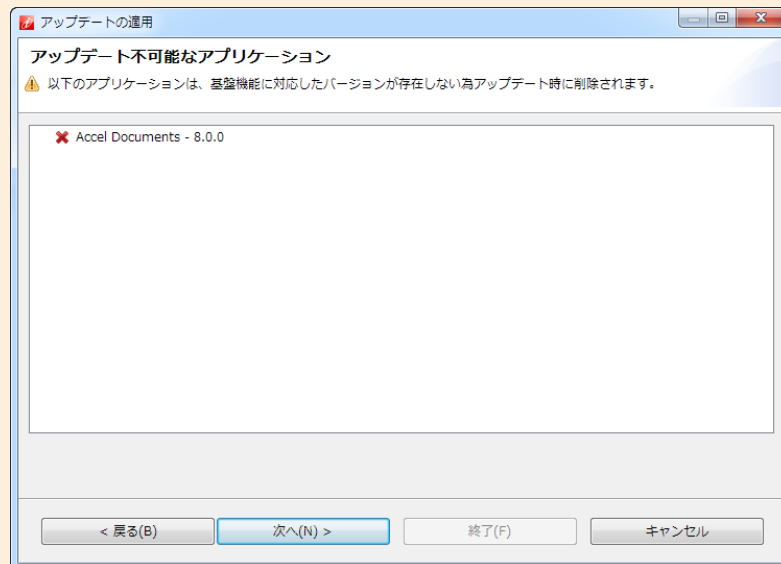 アップデートの適用
アップデート不可能なアプリケーション
以下のアプリケーションは、基盤機能に対応したバージョンが存在しない為アップデート時に削除されます。
Accel Documents - 8.0.0
< 戻る(B)
次へ(N) >
終了(F)
キャンセル